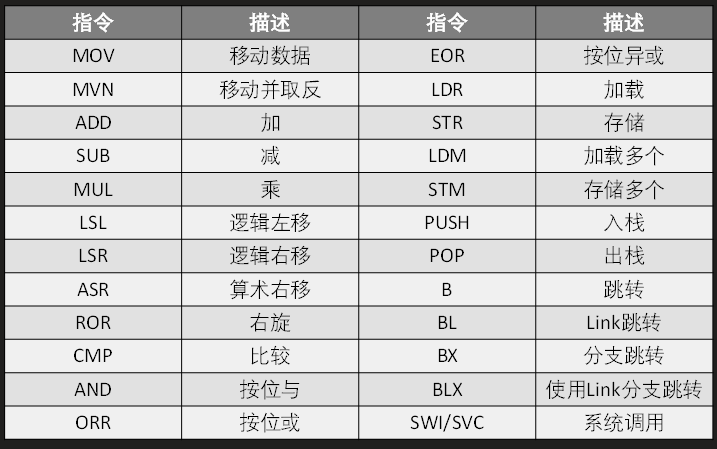 指令 描述 指令 描述
MOV 移动数据 EOR 按位异或
MVN 移动并取反 LDR 加载
ADD 加 STR 存储
SUB 减 LDM 加载多个
MUL 乘 STM 存储多个
LSL 逻辑左移 PUSH 入栈
LSR 逻辑右移 POP 出栈
ASR 算术右移 B 跳转
ROR 右旋 BL Link跳转
CMP 比较 BX 分支跳转
AND 按位与 BLX 使用Link分支跳转
ORR 按位或 SWI/SVC 系统调用